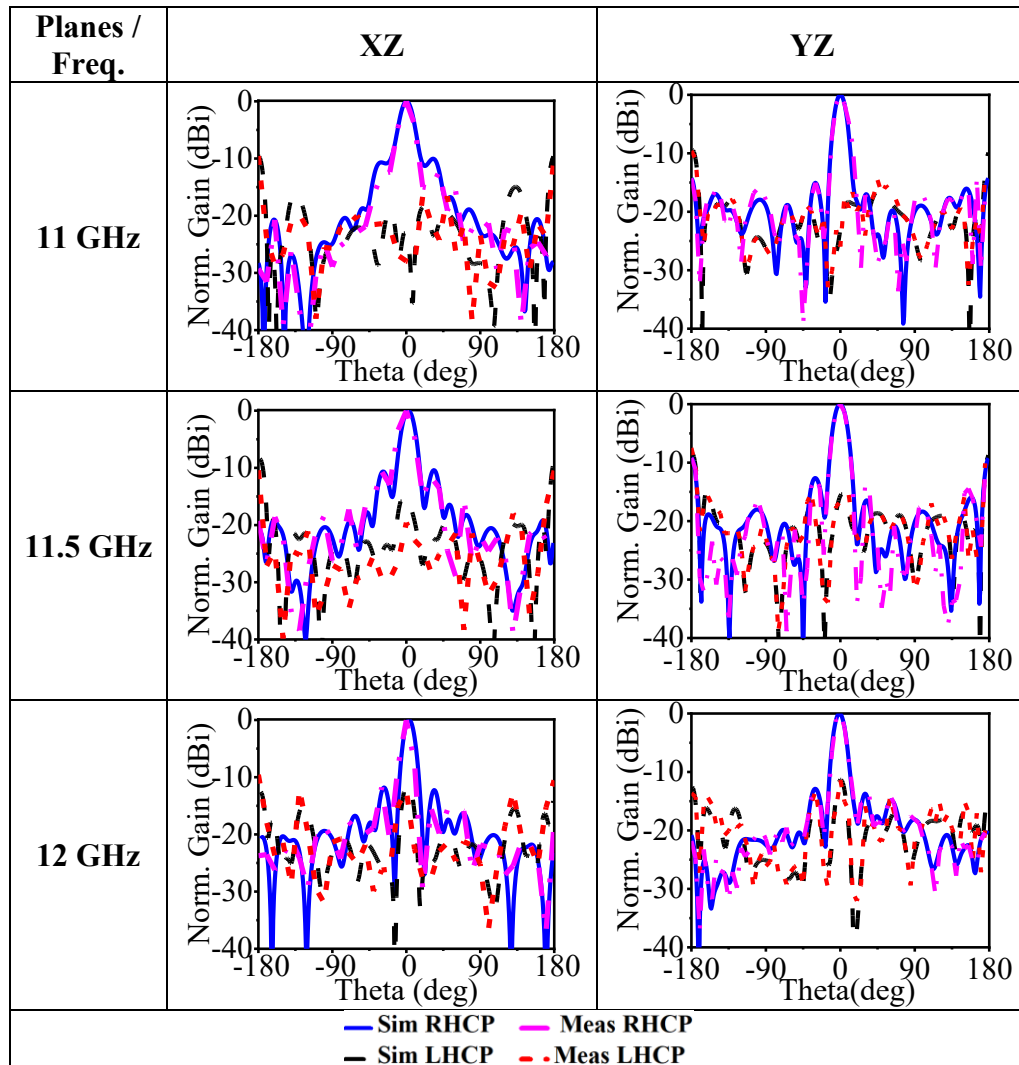 Planes /
Freq.
XZ
YZ
11 GHz
Norm. Gain (dBi)
0
-10
-20
-30
-40
-180 -90 0 90 180
Theta (deg)
Norm. Gain (dBi)
0
-10
-20
-30
-40
-180 -90 0 90 180
Theta(deg)
11.5 GHz
Norm. Gain (dBi)
0
-10
-20
-30
-40
-180 -90 0 90 180
Theta (deg)
Norm. Gain (dBi)
0
-10
-20
-30
-40
-180 -90 0 90 180
Theta(deg)
12 GHz
Norm. Gain (dBi)
0
-10
-20
-30
-40
-180 -90 0 90 180
Theta (deg)
Norm. Gain (dBi)
0
-10
-20
-30
-40
-180 -90 0 90 180
Theta(deg)
Sim RHCP Meas RHCP
Sim LHCP Meas LHCP